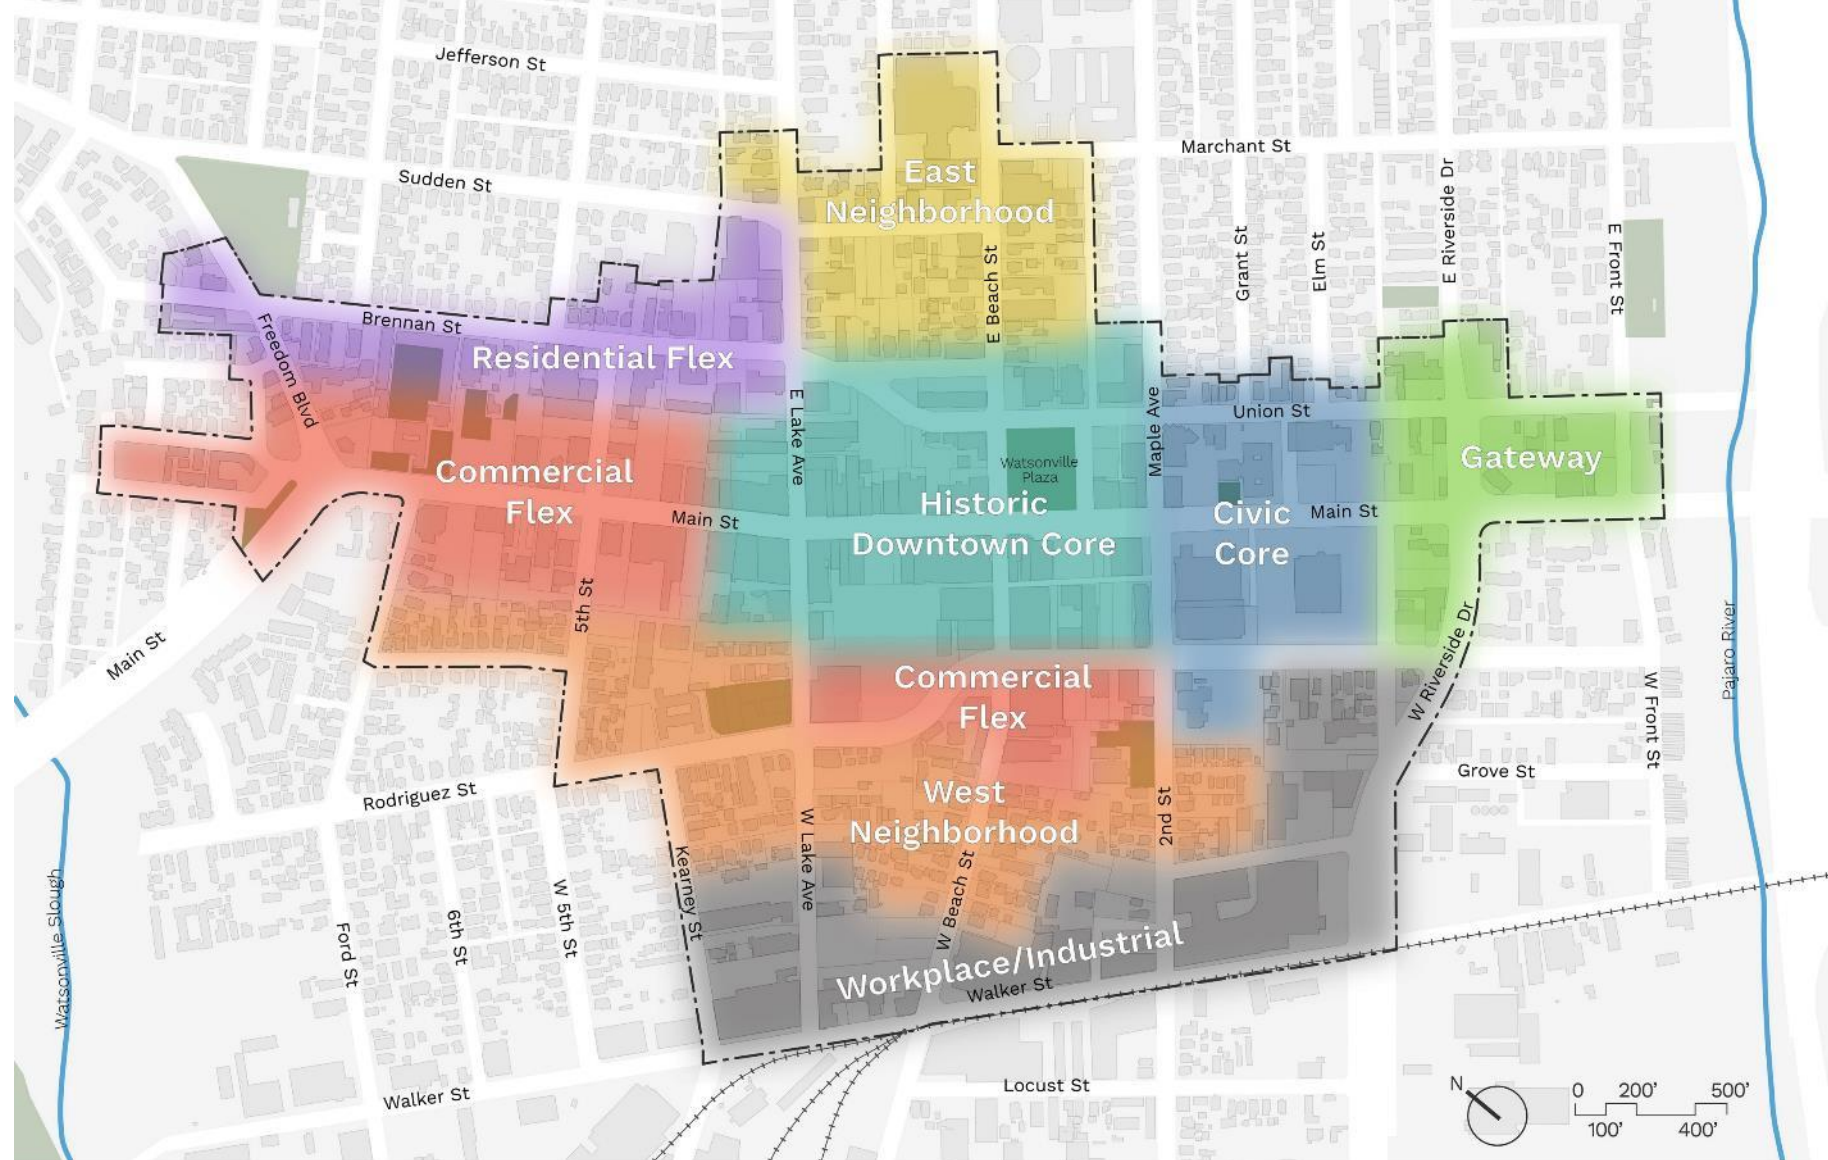 Jefferson St
Marchant St
Sudden St
East
Neighborhood
E Riverside Dr
Grant St
Elm St
E Front St
E Beach St
Brennan St
Freedom Blvd
Residential Flex
E Lake Ave
Maple Ave
Union St
Gateway
Watsonville
Plaza
Commercial
Flex
Main St
Historic
Downtown Core
Civic
Core
Main St
5th St
Main St
W Riverside Dr
Pajaro River
Commercial
Flex
W Front St
Grove St
Rodriguez St
West
Neighborhood
2nd St
W Lake Ave
Kearney St
W Beach St
W 5th St
6th St
Ford St
Watsonville Slough
Workplace/Industrial
Walker St
Walker St
Locust St
N
0 200' 500'
100' 400'